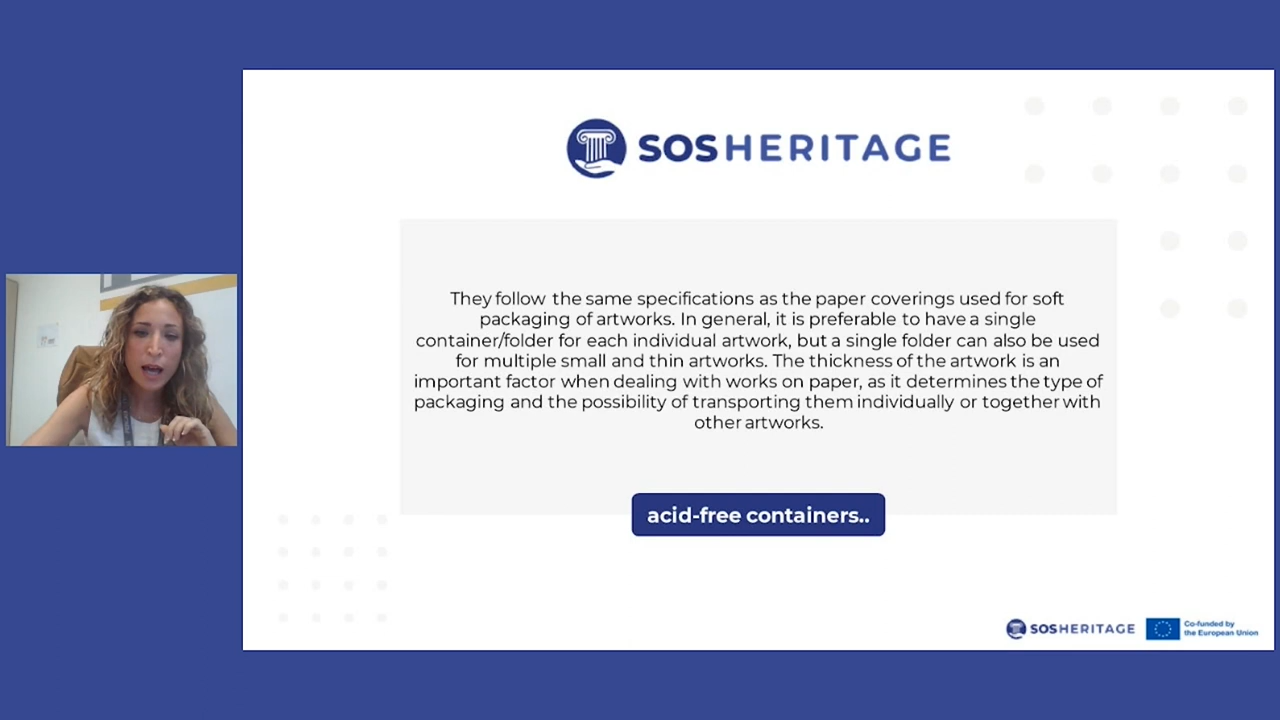 SOSHERITAGE
They follow the same specifications as the paper coverings used for soft
packaging of artworks. In general, it is preferable to have a single
container/folder for each individual artwork, but a single folder can also be used
for multiple small and thin artworks. The thickness of the artwork is an
important factor when dealing with works on paper, as it determines the type of
packaging and the possibility of transporting them individually or together with
other artworks.
acid-free containers..
SOSHERITAGE
Co-funded by
the European Union